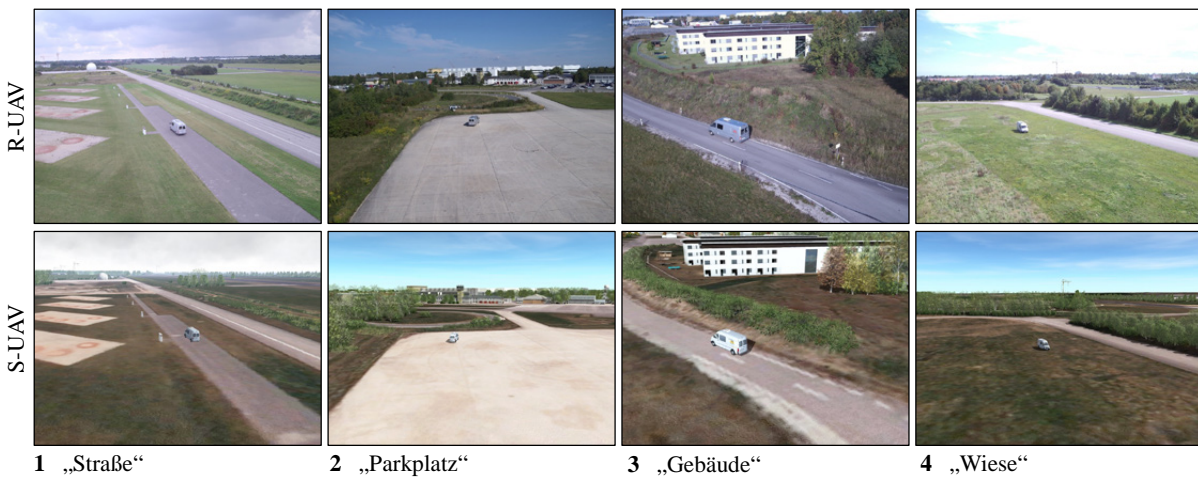 R-UAV
S-UAV
1 „Straße“
2 „Parkplatz“
3 „Gebäude“
4 „Wiese“